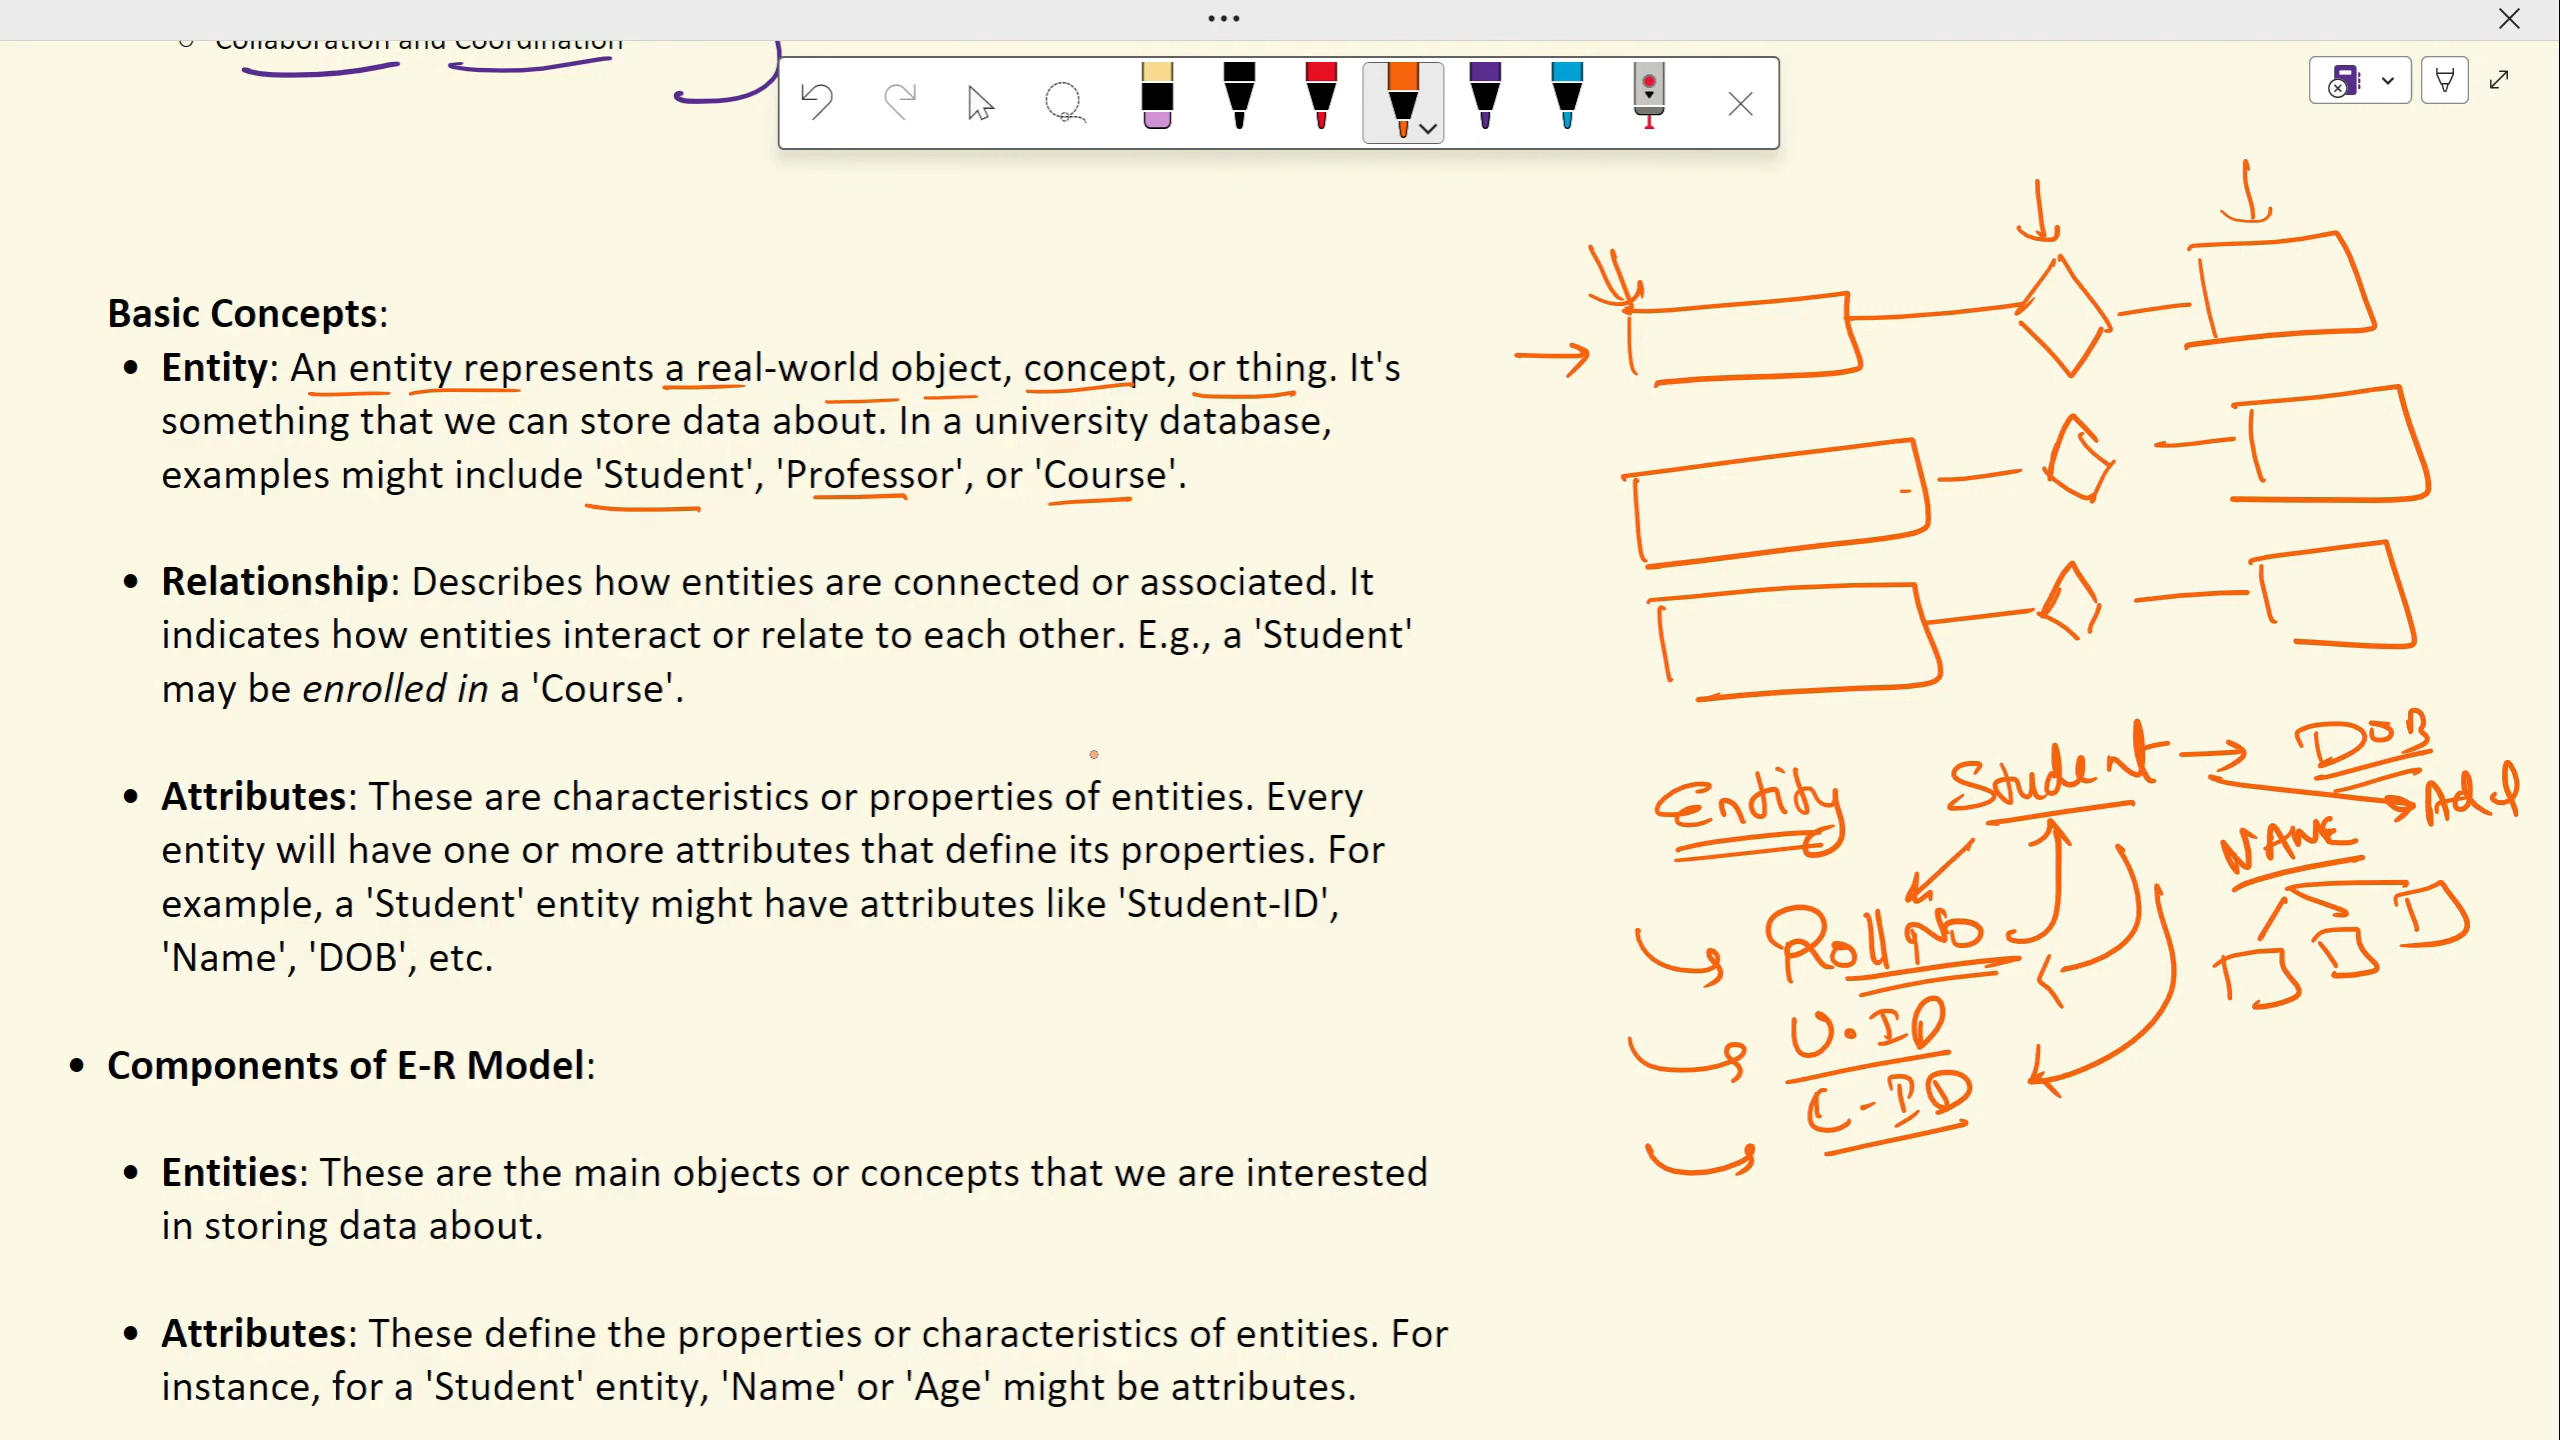 Collaboration and Coordination
Basic Concepts:
Entity: An entity represents a real-world object, concept, or thing. It's
something that we can store data about. In a university database,
examples might include 'Student', 'Professor', or 'Course'.
Relationship: Describes how entities are connected or associated. It
indicates how entities interact or relate to each other. E.g., a 'Student'
may be enrolled in a 'Course'.
Attributes: These are characteristics or properties of entities. Every
entity will have one or more attributes that define its properties. For
example, a 'Student' entity might have attributes like 'Student-ID',
'Name', 'DOB', etc.
Components of E-R Model:
Entities: These are the main objects or concepts that we are interested
in storing data about.
Attributes: These define the properties or characteristics of entities. For
instance, for a 'Student' entity, 'Name' or 'Age' might be attributes.
Entity Student DOB
NAME
Roll No
U.ID
C-ID